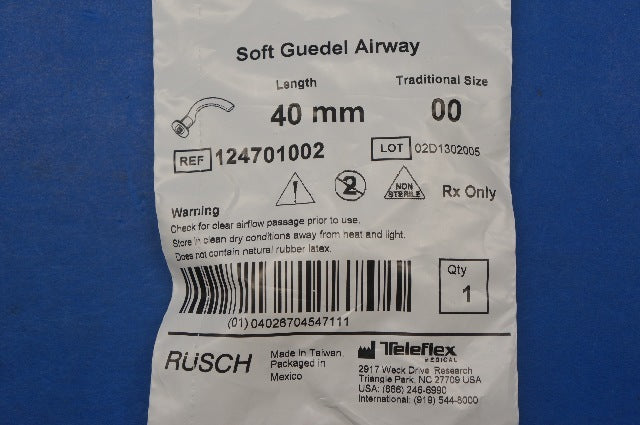 Soft Guedel Airway
Length
Traditional Size
40 mm
00
REF 124701002
LOT 02D1302005
2
NON STERILE
Rx Only
Warning
Check for clear airflow passage prior to use.
Store in clean dry conditions away from heat and light.
Does not contain natural rubber latex.
Qty
1
(01) 04026704547111
RUSCH
Made in Taiwan.
Packaged in
Mexico
Teleflex
MEDICAL
2917 Weck Drive Research
Triangle Park, NC 27709 USA
USA: (866) 246-6990
International: (919) 544-8000